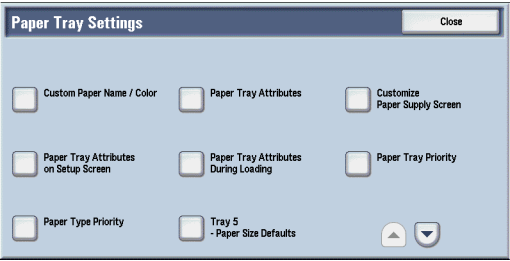 Paper Tray Settings
Close
Custom Paper Name / Color
Paper Tray Attributes
Customize
Paper Supply Screen
Paper Tray Attributes
on Setup Screen
Paper Tray Attributes
During Loading
Paper Tray Priority
Paper Type Priority
Tray 5
- Paper Size Defaults